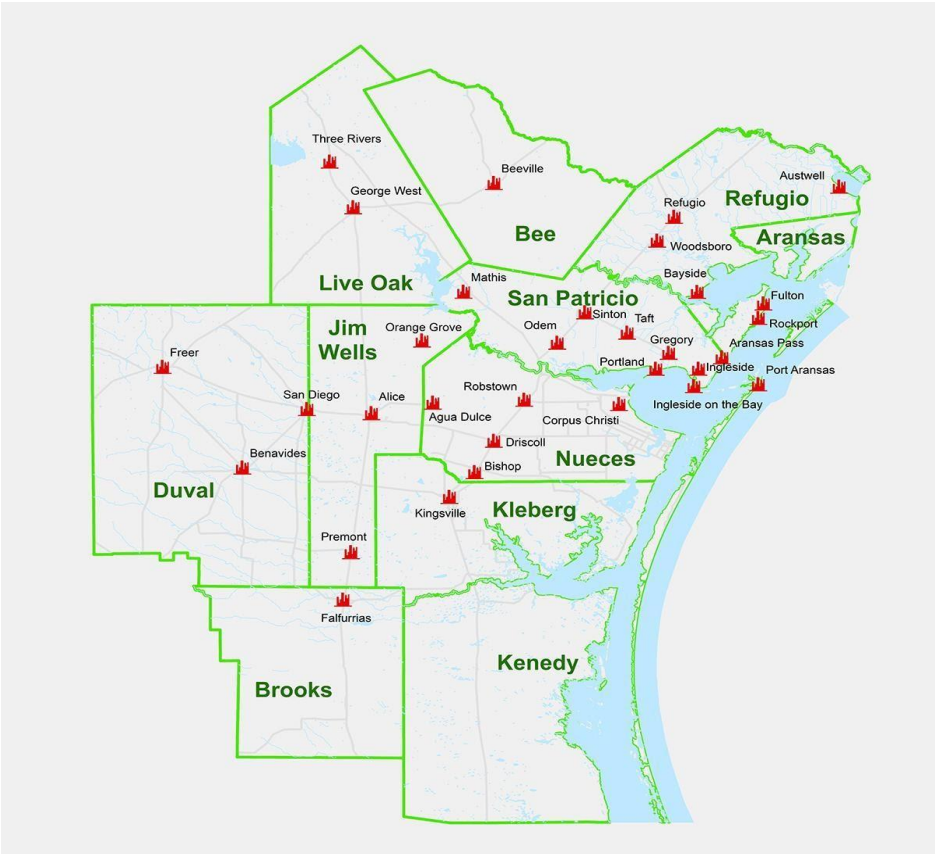 Three Rivers
George West
Beeville
Austwell
Refugio
Refugio
Aransas
Woodsboro
Bee
Bayside
Live Oak
Mathis
San Patricio
Fulton
Sinton
Rockport
Jim
Wells
Orange Grove
Odem
Taft
Gregory
Aransas Pass
Freer
Portland
Ingleside
Port Aransas
San Diego
Alice
Robstown
Ingleside on the Bay
Agua Dulce
Corpus Christi
Driscoll
Benavides
Nueces
Bishop
Duval
Kingsville
Kleberg
Premont
Falfurrias
Kenedy
Brooks